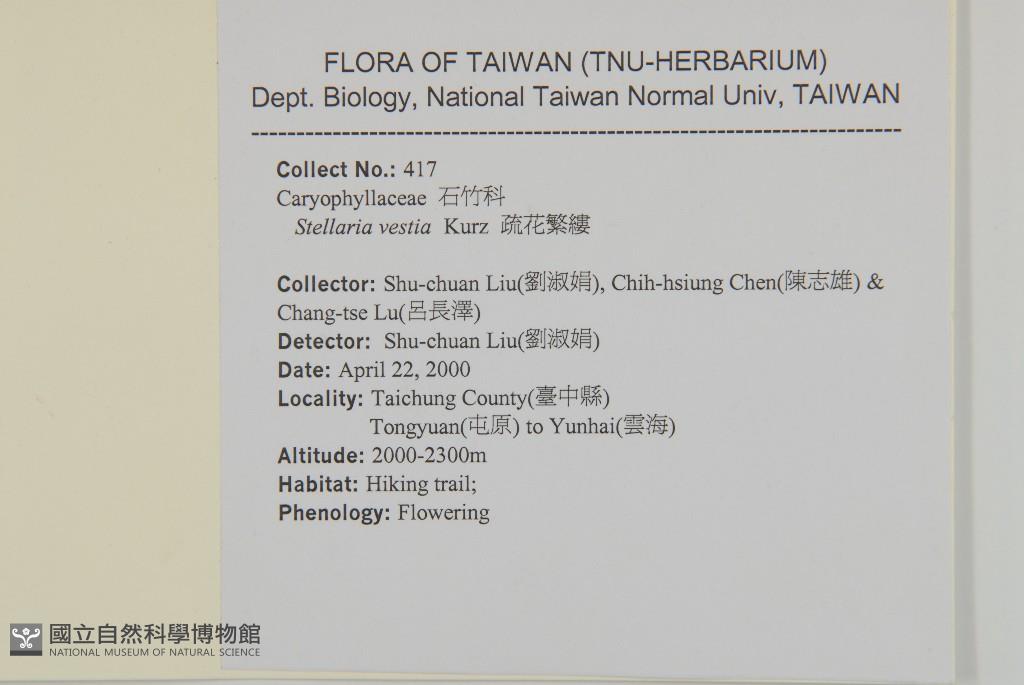 FLORA OF TAIWAN (TNU-HERBARIUM)
Dept. Biology, National Taiwan Normal Univ, TAIWAN
Collect No.: 417
Caryophyllaceae 石竹科
Stellaria vestia Kurz 疏花繁縷
Collector: Shu-chuan Liu(劉淑娟), Chih-hsiung Chen(陳志雄) &
Chang-tse Lu(呂長澤)
Detector: Shu-chuan Liu(劉淑娟)
Date: April 22, 2000
Locality: Taichung County(臺中縣)
Tongyuan(屯原) to Yunhai(雲海)
Altitude: 2000-2300m
Habitat: Hiking trail;
Phenology: Flowering
國立自然科學博物館
NATIONAL MUSEUM OF NATURAL SCIENCE